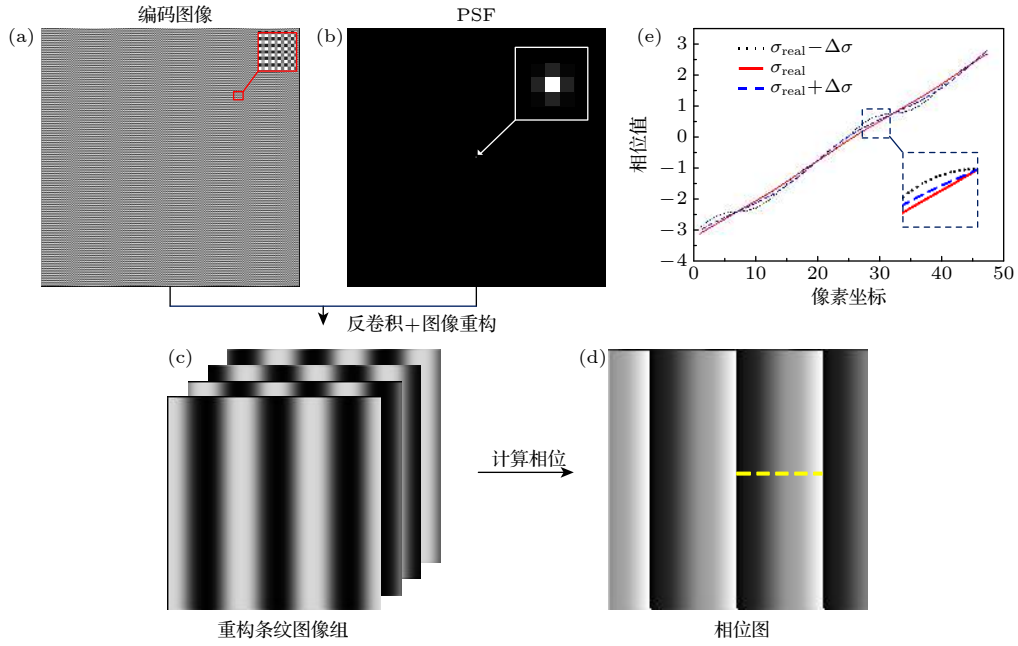 (a)
编码图像
(b)
PSF
反卷积+图像重构
(c)
重构条纹图像组
计算相位
(d)
相位图
(e)
σreal−Δσ
σreal
σreal+Δσ
相位值
3
2
1
0
−1
−2
−3
−4
0 10 20 30 40 50
像素坐标